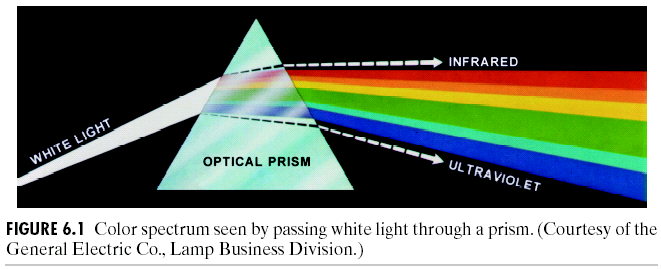 INFRARED
WHITE LIGHT
OPTICAL PRISM
ULTRAVIOLET
FIGURE 6.1 Color spectrum seen by passing white light through a prism. (Courtesy of the
General Electric Co., Lamp Business Division.)